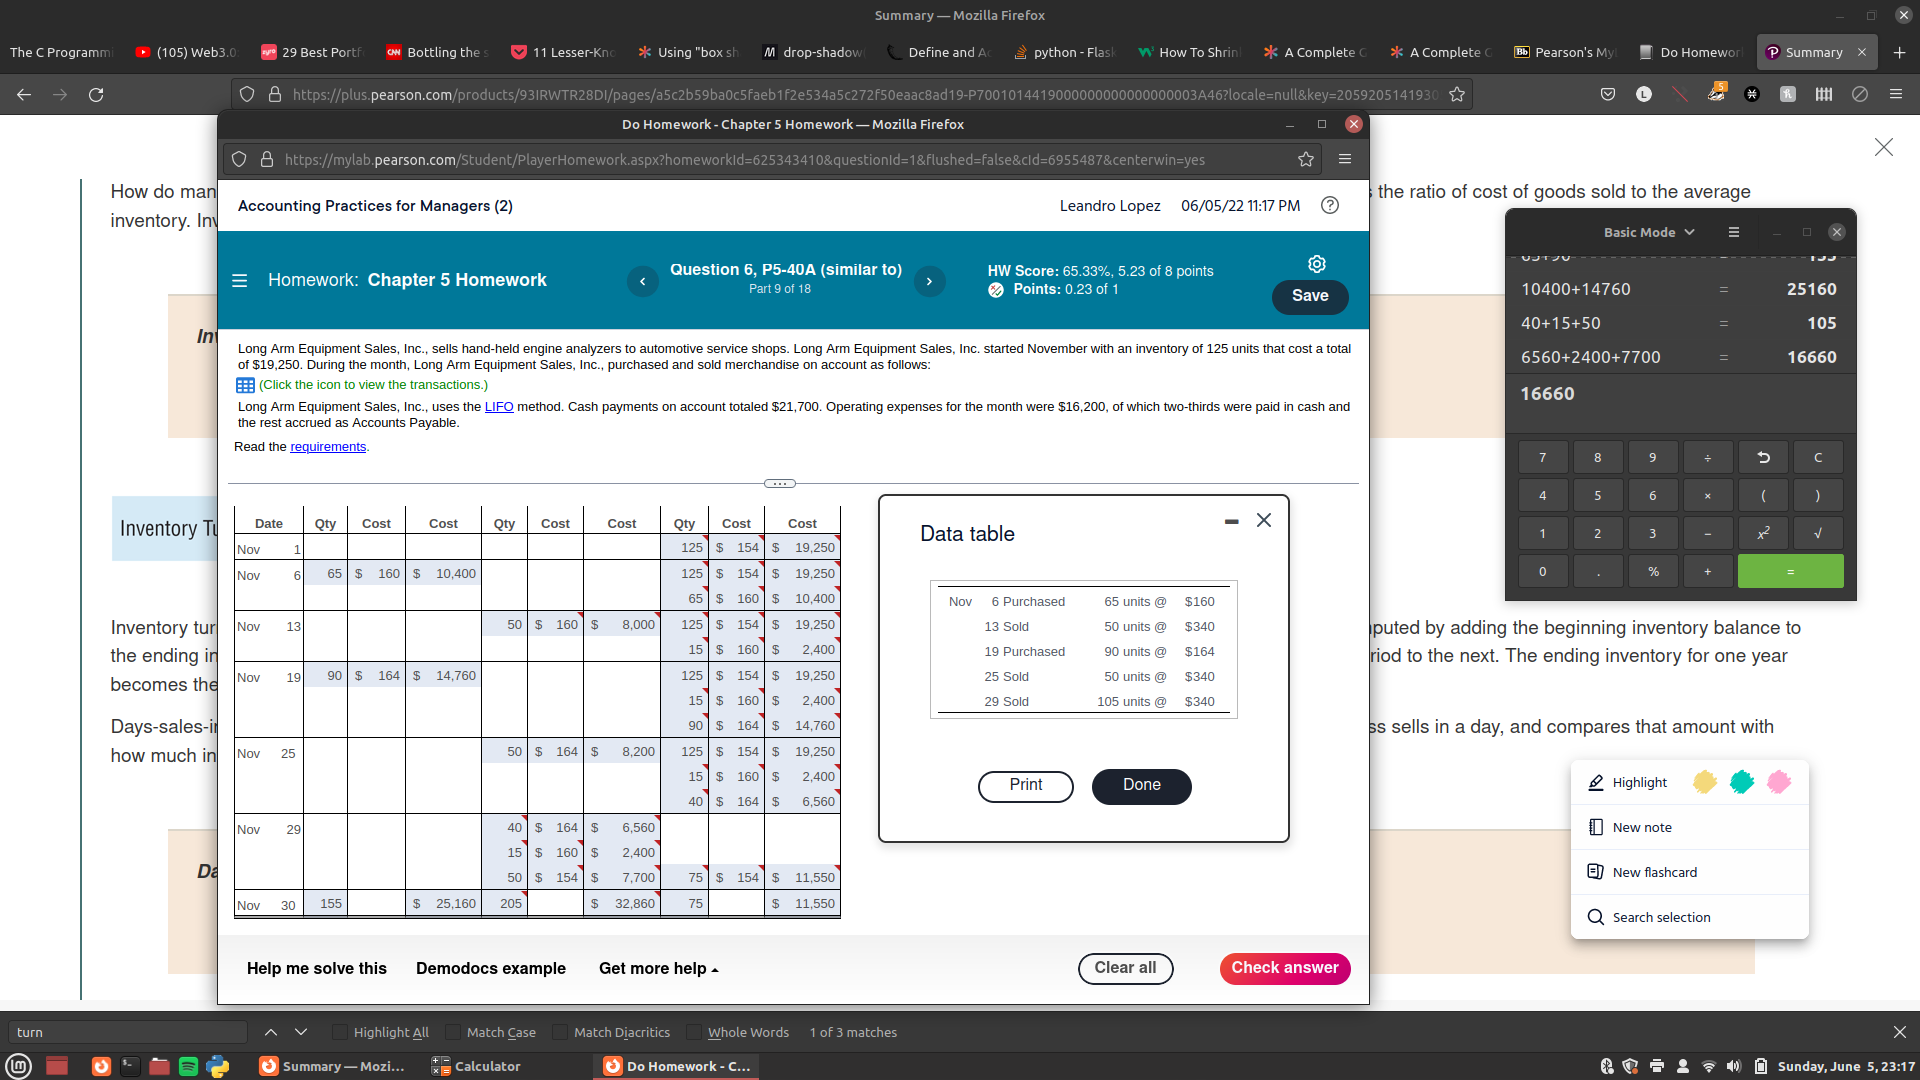 Summary — Mozilla Firefox
The C Programmi
(105) Web3.0
29 Best Portf
Bottling the s
11 Lesser-Kno
Using "box sh
drop-shadow
Define and Ac
python - Flask
How To Shrin
A Complete G
A Complete G
Pearson's My
Do Homework
Summary
https://plus.pearson.com/products/93IRWTR28DI/pages/a5c2b59ba0c5faeb1f2e534a5c272f50eaac8ad19-P7001014419000000000000000003A46?locale=null&key=2059205141930
Do Homework - Chapter 5 Homework — Mozilla Firefox
https://mylab.pearson.com/Student/PlayerHomework.aspx?homeworkId=625343410&questionId=1&flushed=false&cId=6955487&centerwin=yes
How do man
s the ratio of cost of goods sold to the average
inventory. Inv
Accounting Practices for Managers (2)
Leandro Lopez 06/05/22 11:17 PM
Homework: Chapter 5 Homework
Question 6, P5-40A (similar to)
Part 9 of 18
HW Score: 65.33%, 5.23 of 8 points
Points: 0.23 of 1
Save
Long Arm Equipment Sales, Inc., sells hand-held engine analyzers to automotive service shops. Long Arm Equipment Sales, Inc. started November with an inventory of 125 units that cost a total
of $19,250. During the month, Long Arm Equipment Sales, Inc., purchased and sold merchandise on account as follows:
(Click the icon to view the transactions.)
Long Arm Equipment Sales, Inc., uses the LIFO method. Cash payments on account totaled $21,700. Operating expenses for the month were $16,200, of which two-thirds were paid in cash and
the rest accrued as Accounts Payable.
Read the requirements.
Date Qty Cost Cost Qty Cost Cost Qty Cost Cost
Nov 1 125 $ 154 $ 19,250
Nov 6 65 $ 160 $ 10,400 125 $ 154 $ 19,250
65 $ 160 $ 10,400
Nov 13 50 $ 160 $ 8,000 125 $ 154 $ 19,250
15 $ 160 $ 2,400
Nov 19 90 $ 164 $ 14,760 125 $ 154 $ 19,250
15 $ 160 $ 2,400
90 $ 164 $ 14,760
Nov 25 50 $ 164 $ 8,200 125 $ 154 $ 19,250
15 $ 160 $ 2,400
40 $ 164 $ 6,560
Nov 29 40 $ 164 $ 6,560
15 $ 160 $ 2,400
50 $ 154 $ 7,700 75 $ 154 $ 11,550
Nov 30 155 $ 25,160 205 $ 32,860 75 $ 11,550
Data table
Nov 6 Purchased 65 units @ $160
13 Sold 50 units @ $340
19 Purchased 90 units @ $164
25 Sold 50 units @ $340
29 Sold 105 units @ $340
Print
Done
Help me solve this
Demodocs example
Get more help
Clear all
Check answer
Inv
Inventory Tu
Inventory tur
mputed by adding the beginning inventory balance to
the ending in
riod to the next. The ending inventory for one year
becomes the
Days-sales-in
ss sells in a day, and compares that amount with
how much in
Da
Basic Mode
65+90 155
10400+14760 = 25160
40+15+50 = 105
6560+2400+7700 = 16660
16660
7 8 9 ÷ C
4 5 6 × ( )
1 2 3 − x² √
0 . % + =
Highlight
New note
New flashcard
Search selection
turn
Highlight All
Match Case
Match Diacritics
Whole Words
1 of 3 matches
Summary — Mozi...
Calculator
Do Homework - C...
Sunday, June 5, 23:17